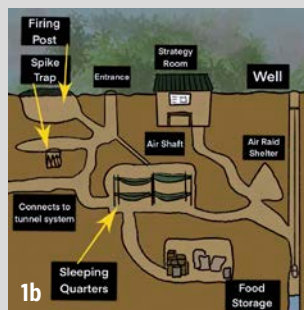 Firing
Post
Spike
Trap
Entrance
Strategy
Room
Well
Air Shaft
Air Raid
Shelter
Connects to
tunnel system
Sleeping
Quarters
Food
Storage
1b